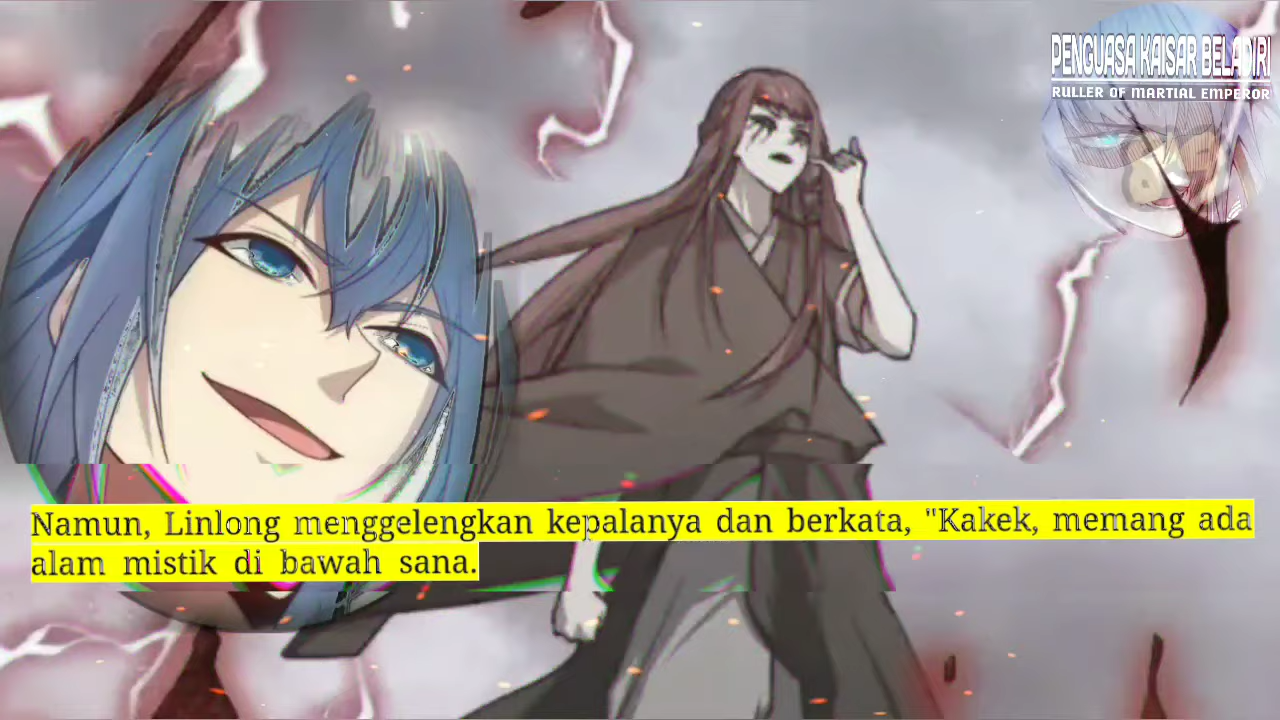 PENGUASA KAISAR BELADIRI
RULLER OF MARTIAL EMPEROR
Namun, Linlong menggelengkan kepalanya dan berkata, "Kakek, memang ada
alam mistik di bawah sana.